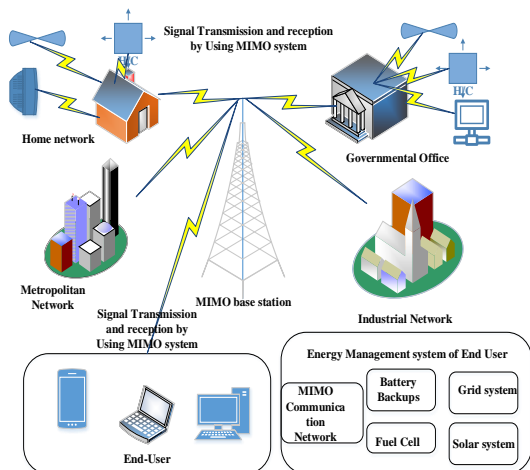 Signal Transmission and reception
by Using MIMO system
H/C
H/C
Home network
Governmental Office
Metropolitan
Network
MIMO base station
Industrial Network
Signal Transmission
and reception by
Using MIMO system
End-User
Energy Management system of End User
MIMO
Communica
tion
Network
Battery
Backups
Grid system
Fuel Cell
Solar system